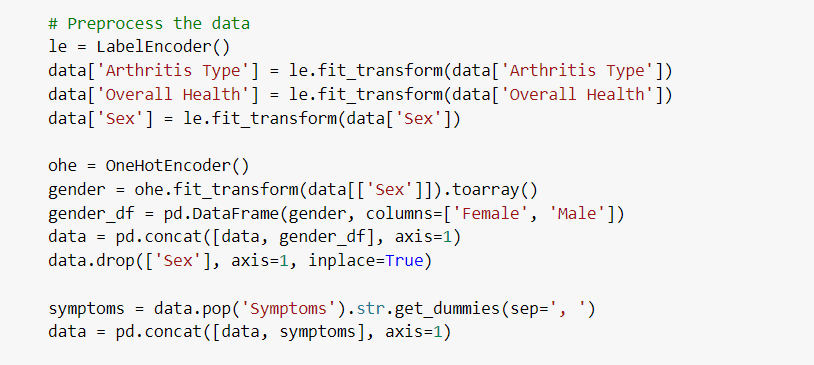 # Preprocess the data
le = LabelEncoder()
data['Arthritis Type'] = le.fit_transform(data['Arthritis Type'])
data['Overall Health'] = le.fit_transform(data['Overall Health'])
data['Sex'] = le.fit_transform(data['Sex'])
ohe = OneHotEncoder()
gender = ohe.fit_transform(data[['Sex']]).toarray()
gender_df = pd.DataFrame(gender, columns=['Female', 'Male'])
data = pd.concat([data, gender_df], axis=1)
data.drop(['Sex'], axis=1, inplace=True)
symptoms = data.pop('Symptoms').str.get_dummies(sep=', ')
data = pd.concat([data, symptoms], axis=1)